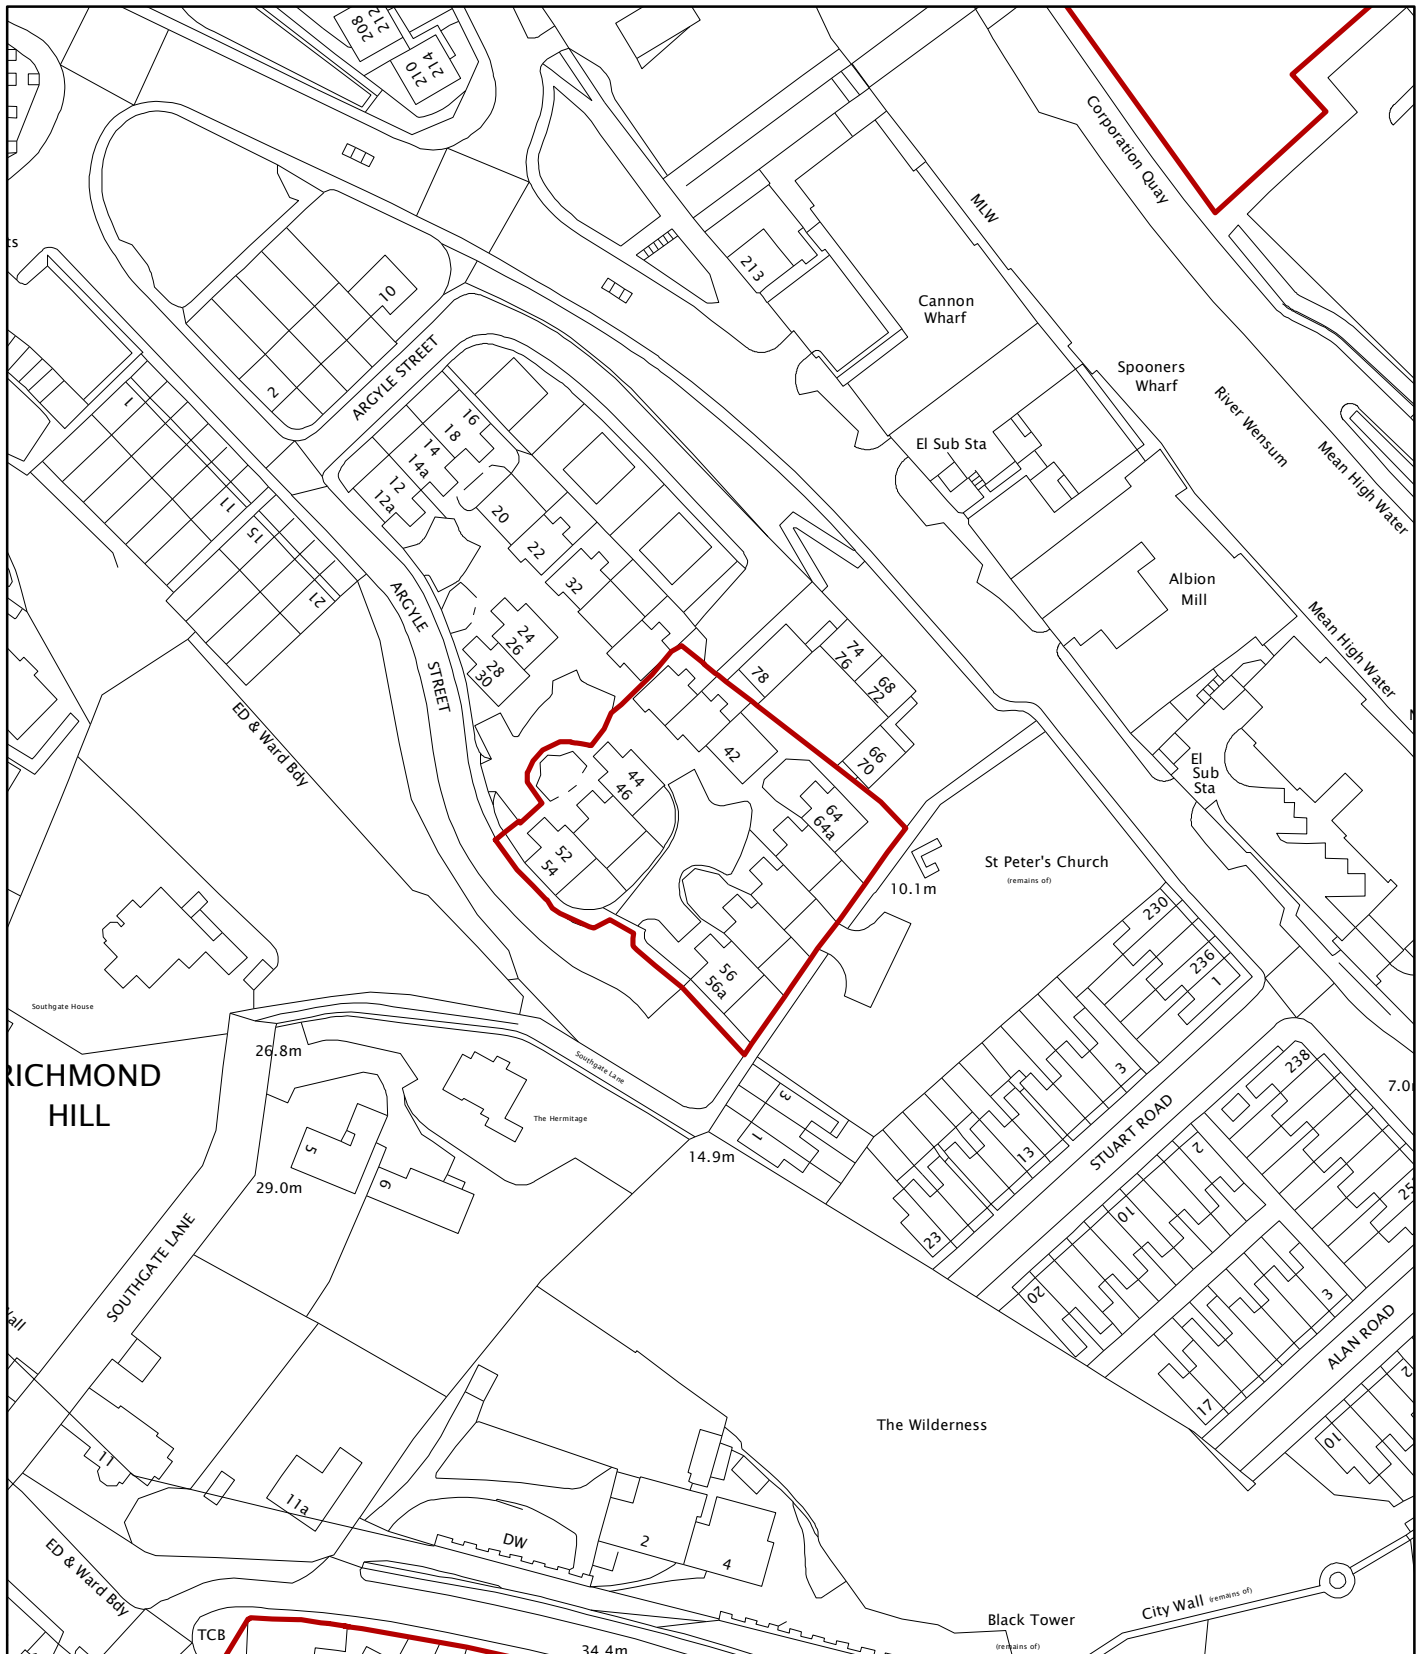 208
212
210
214
Corporation Quay
MLW
213
ts
10
2
ARGYLE STREET
Cannon
Wharf
Spooners
Wharf
River Wensum
Mean High Water
El Sub Sta
1
11
15
21
16
18
14
14a
12
12a
20
22
32
24
26
28
30
ARGYLE
STREET
Albion
Mill
Mean High Water
74
76
68
72
78
66
70
42
44
46
52
54
64
64a
56
56a
El
Sub
Sta
ED & Ward Bdy
St Peter's Church
(remains of)
10.1m
230
236
1
Southgate House
26.8m
RICHMOND
HILL
Southgate Lane
The Hermitage
5
6
29.0m
3
1
14.9m
3
13
23
STUART ROAD
238
7.0
2
10
20
25
3
17
ALAN ROAD
2
10
SOUTHGATE LANE
all
The Wilderness
11
11a
DW
2
4
ED & Ward Bdy
TCB
34.4m
Black Tower
(remains of)
City Wall (remains of)